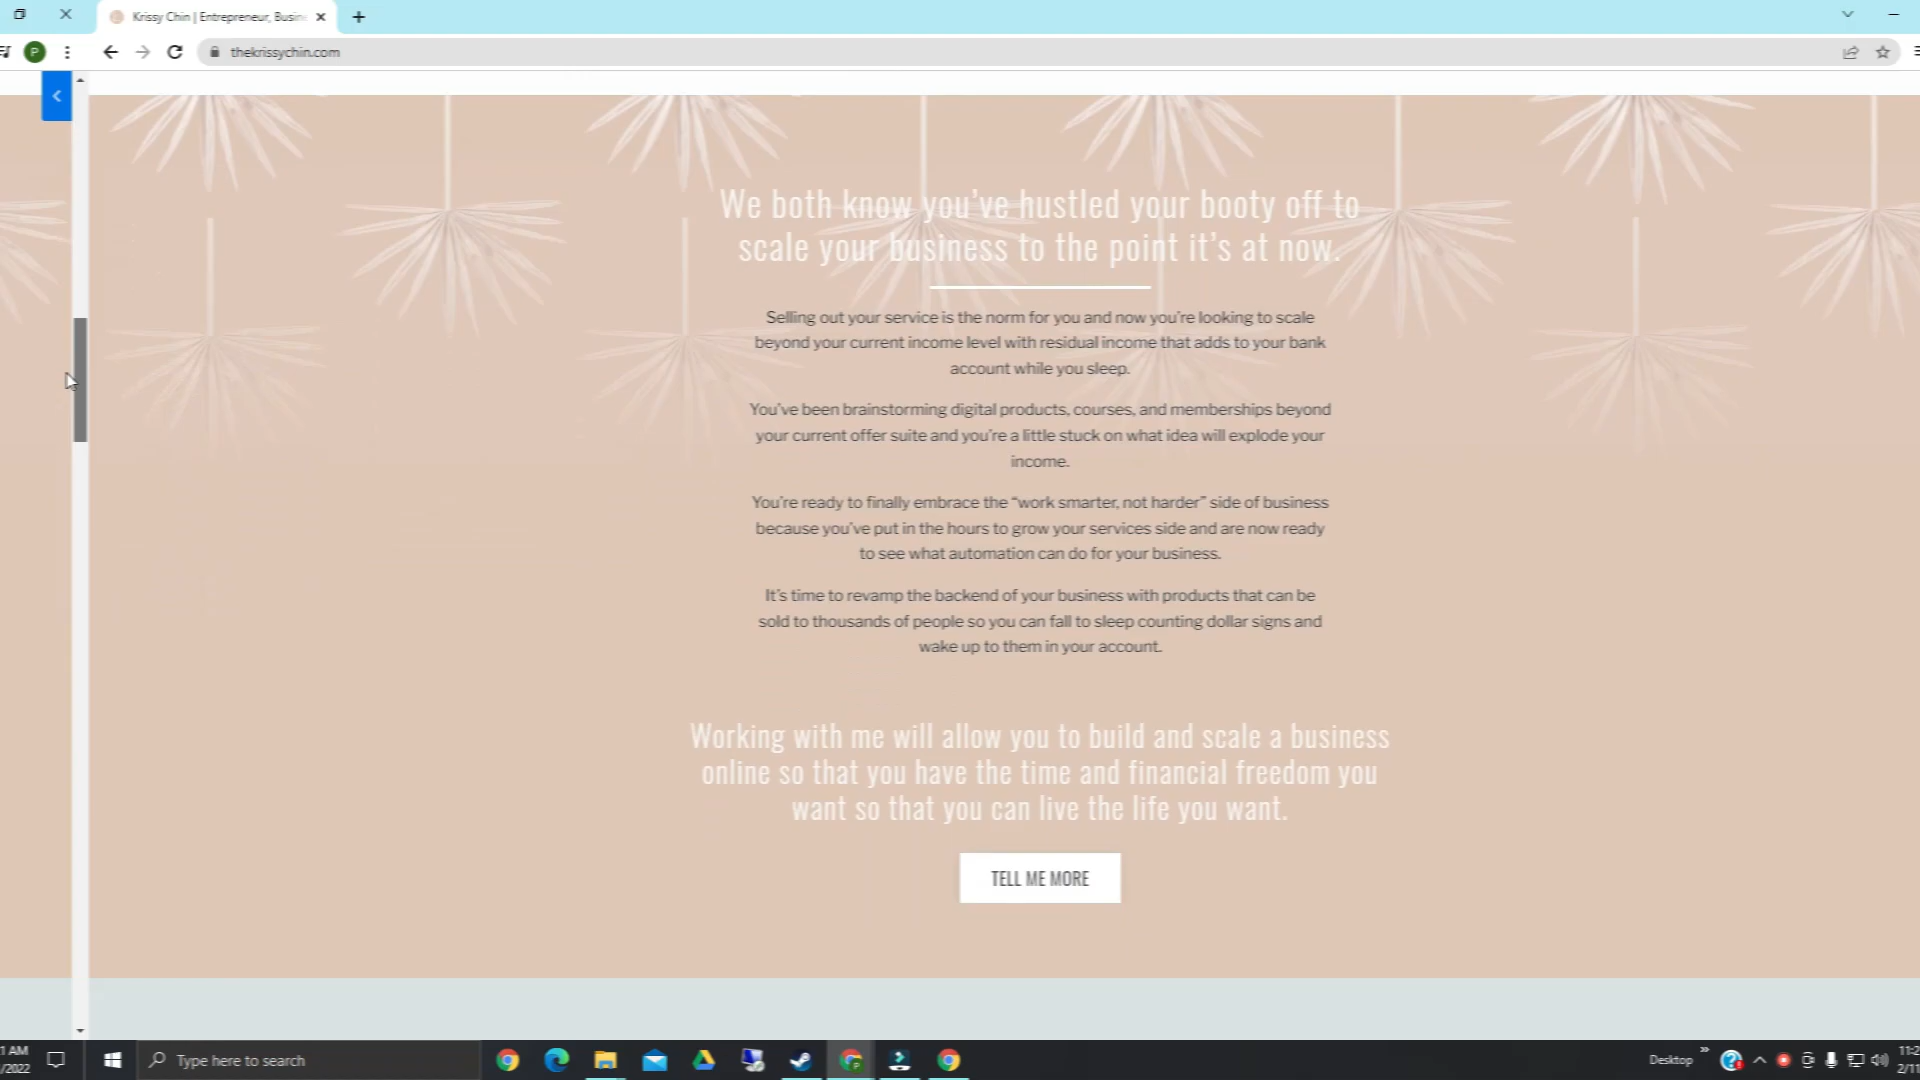 Krissy Chin | Entrepreneur, Busin
P
thekrissychin.com
We both know you've hustled your booty off to
scale your business to the point it's at now.
Selling out your service is the norm for you and now you're looking to scale
beyond your current income level with residual income that adds to your bank
account while you sleep.
You've been brainstorming digital products, courses, and memberships beyond
your current offer suite and you're a little stuck on what idea will explode your
income.
You're ready to finally embrace the “work smarter, not harder” side of business
because you've put in the hours to grow your services side and are now ready
to see what automation can do for your business.
It's time to revamp the backend of your business with products that can be
sold to thousands of people so you can fall to sleep counting dollar signs and
wake up to them in your account.
Working with me will allow you to build and scale a business
online so that you have the time and financial freedom you
want so that you can live the life you want.
TELL ME MORE
1 AM
/2022
Type here to search
Desktop
11:2
2/11